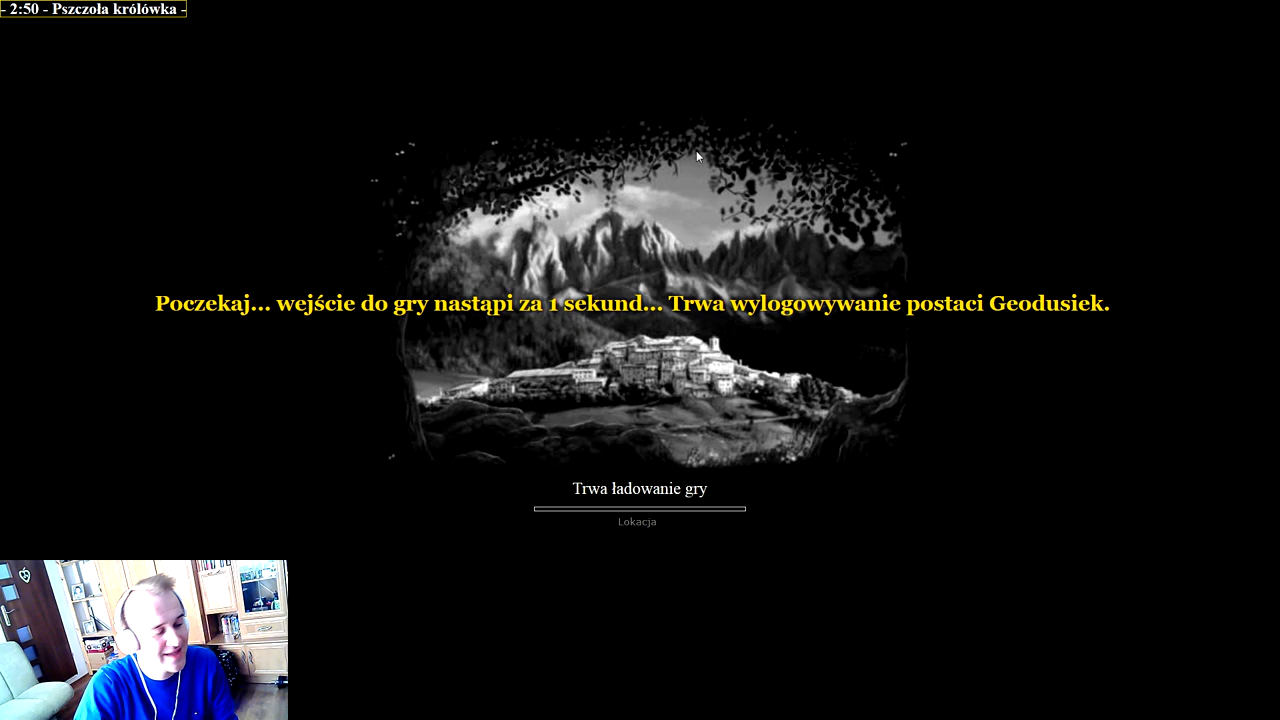 - 2:50 - Pszczoła królówka -
Poczekaj... wejście do gry nastąpi za 1 sekund... Trwa wylogowywanie postaci Geodusiek.
Trwa ładowanie gry
Lokacja